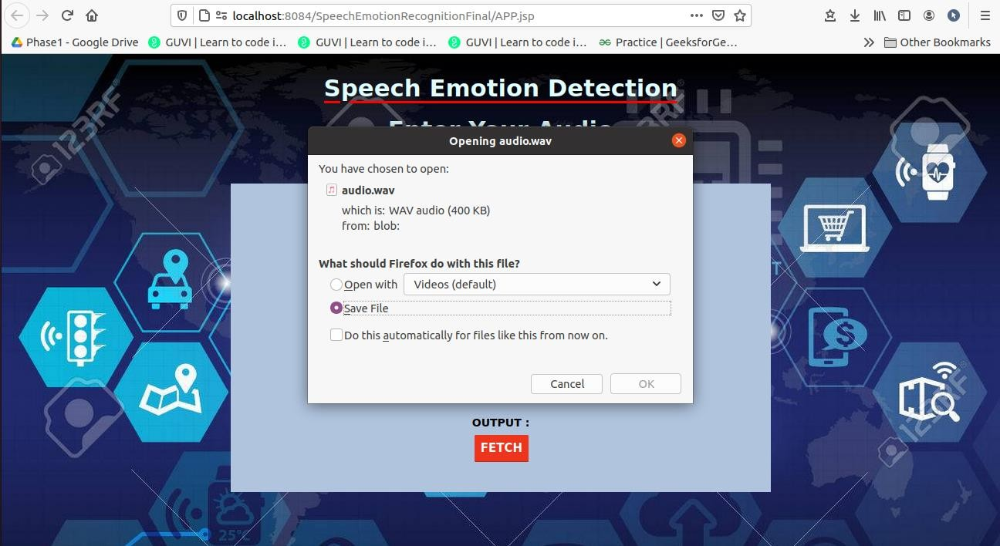 localhost:8084/SpeechEmotionRecognitionFinal/APP.jsp
Phase1 - Google Drive GUVI | Learn to code i... GUVI | Learn to code i... GUVI | Learn to code i... Practice | GeeksforGe... Other Bookmarks
Speech Emotion Detection
Enter Your Audio
Opening audio.wav
You have chosen to open:
audio.wav
which is: WAV audio (400 KB)
from: blob:
What should Firefox do with this file?
Open with Videos (default)
Save File
Do this automatically for files like this from now on.
Cancel OK
OUTPUT :
FETCH
123RF
123RF
123RF
25°C